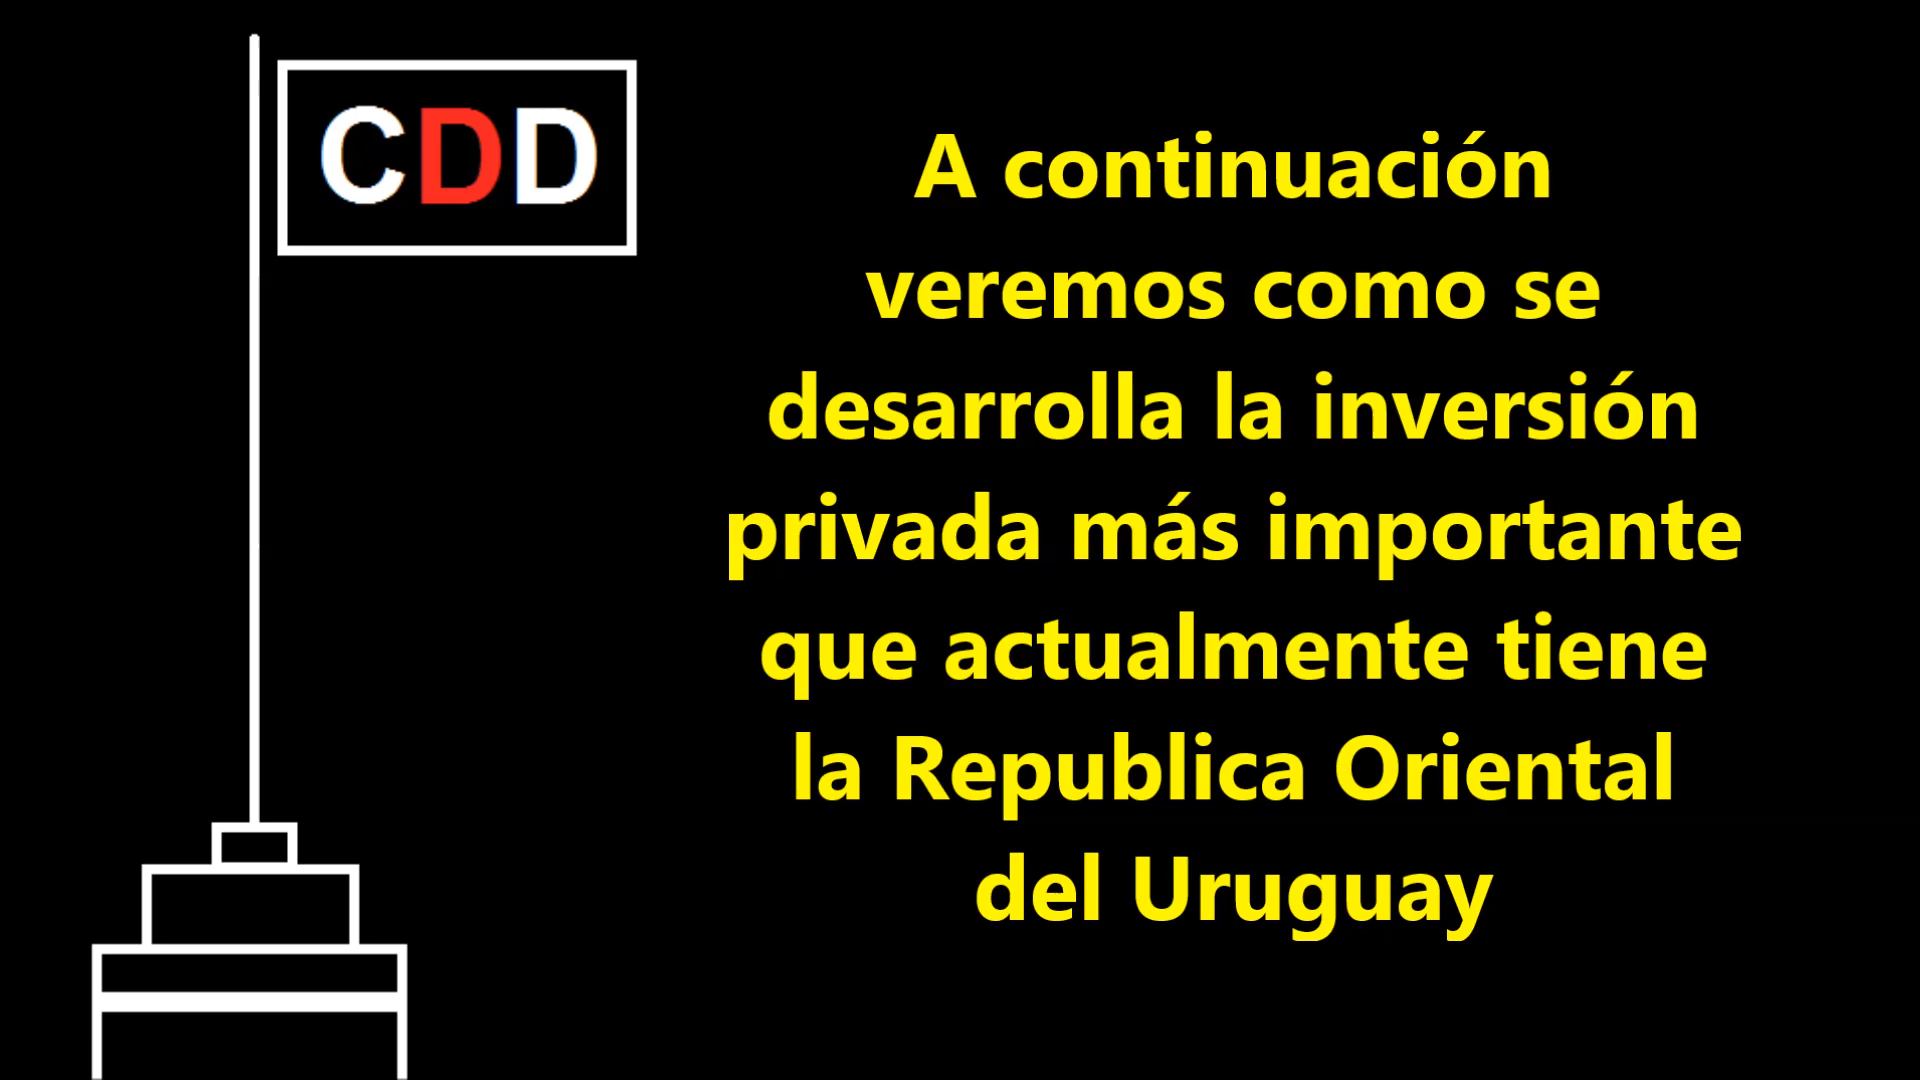 CDD
A continuación
veremos como se
desarrolla la inversión
privada más importante
que actualmente tiene
la Republica Oriental
del Uruguay